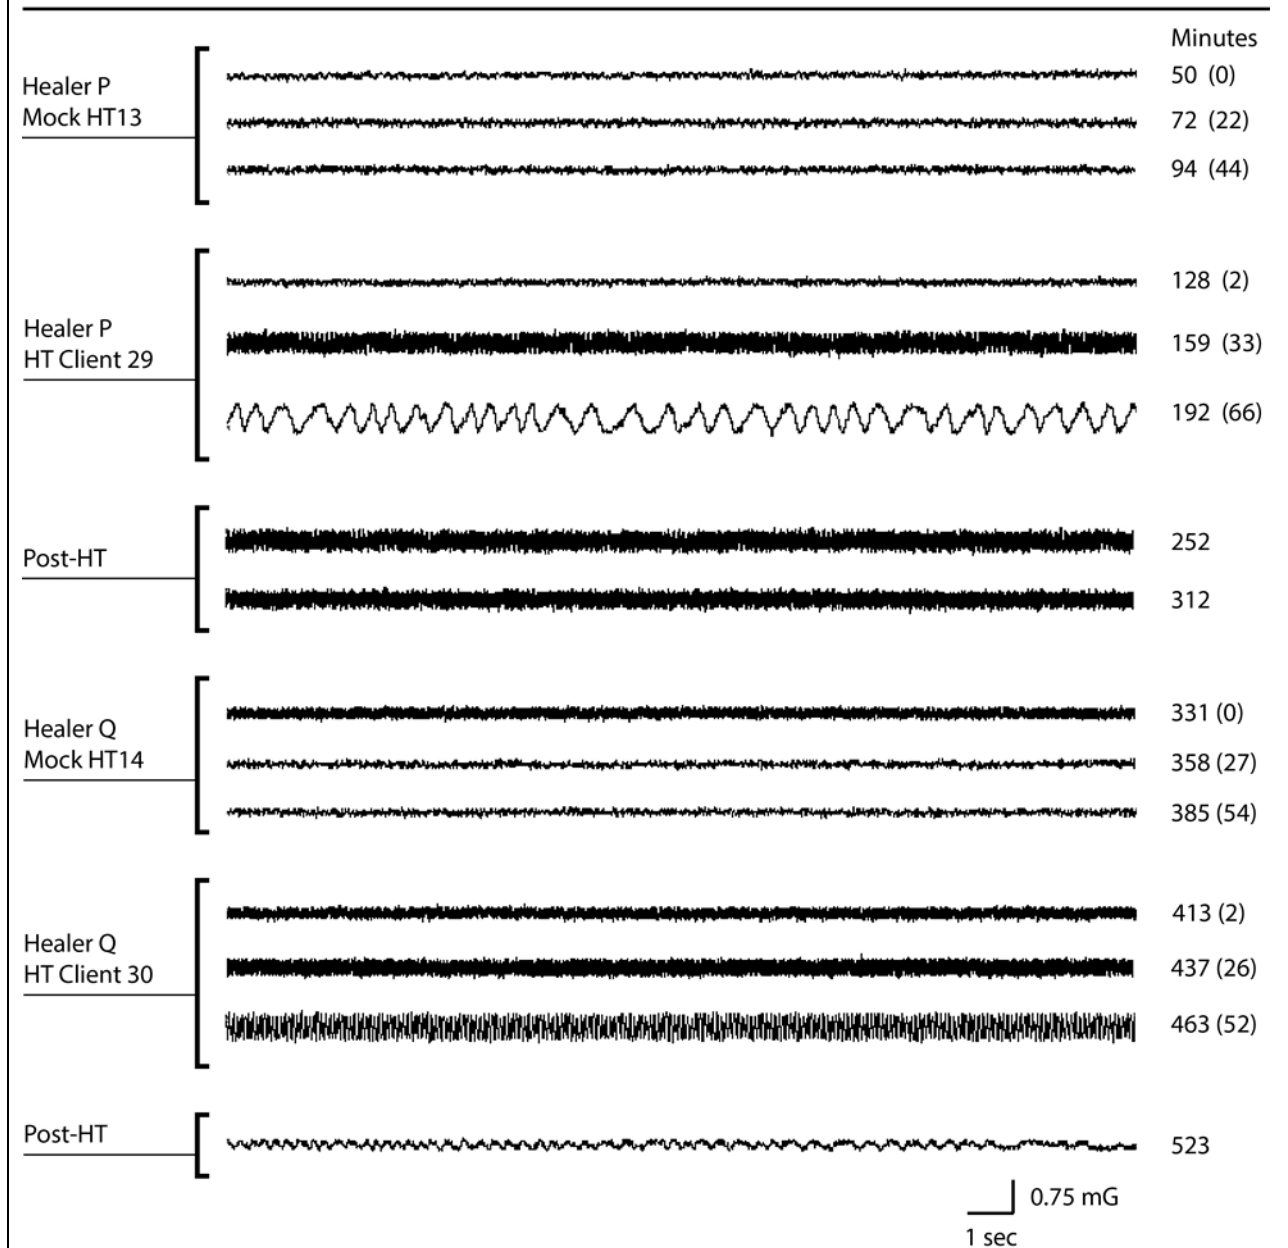 Minutes
Healer P
Mock HT13
50 (0)
72 (22)
94 (44)
Healer P
HT Client 29
128 (2)
159 (33)
192 (66)
Post-HT
252
312
Healer Q
Mock HT14
331 (0)
358 (27)
385 (54)
Healer Q
HT Client 30
413 (2)
437 (26)
463 (52)
Post-HT
523
0.75 mG
1 sec